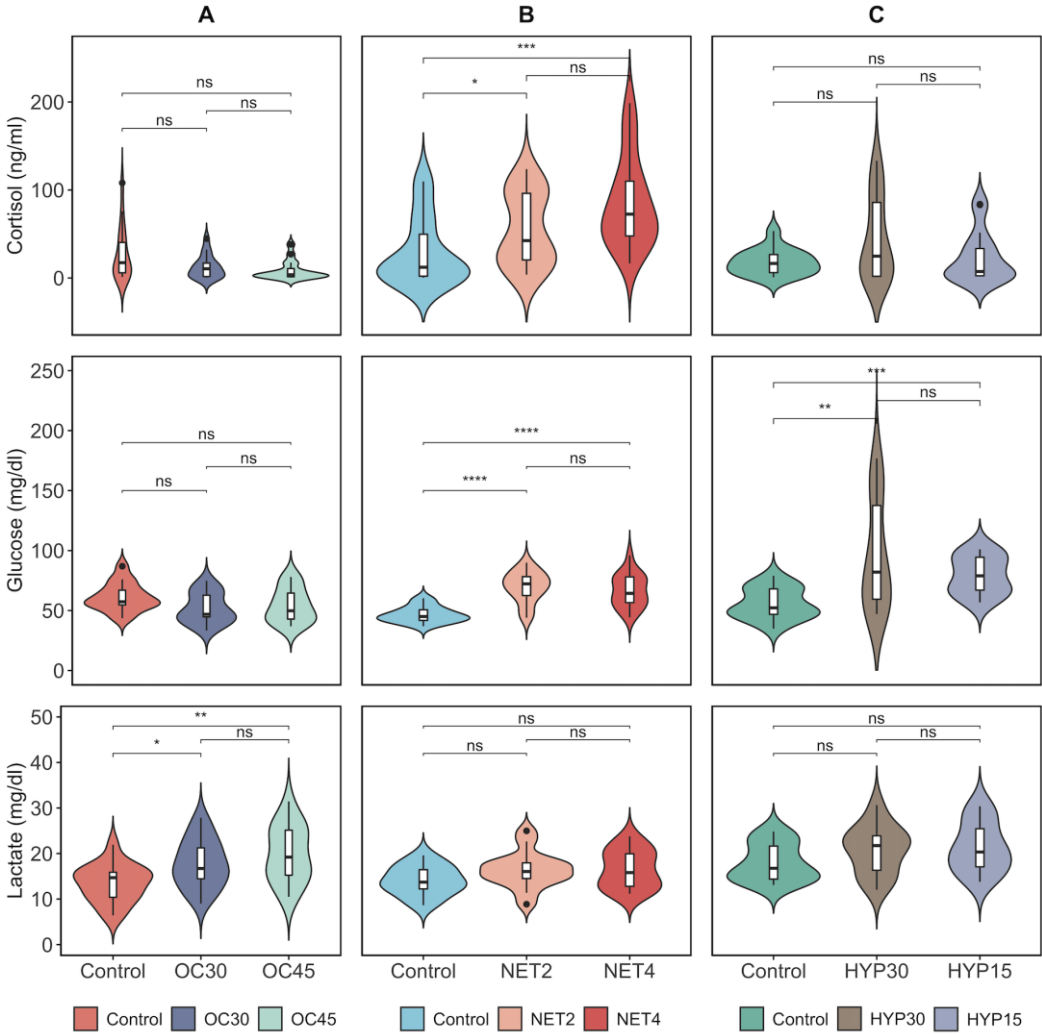 A B C
Cortisol (ng/ml)
200
100
0
ns
ns
ns
***
ns
*
ns
ns
ns
Glucose (mg/dl)
250
200
150
100
50
0
ns
ns
ns
****
ns
****
***
ns
**
Lactate (mg/dl)
50
40
30
20
10
0
**
ns
*
ns
ns
ns
ns
ns
ns
Control OC30 OC45 Control NET2 NET4 Control HYP30 HYP15
Control OC30 OC45 Control NET2 NET4 Control HYP30 HYP15